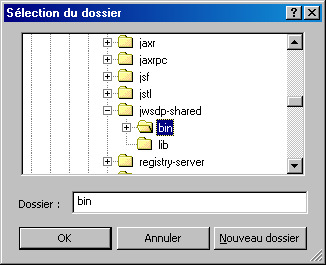 Sélection du dossier
jaxr
jaxrpc
jsf
jstl
jwsdp-shared
bin
lib
registry-server
Dossier : bin
OK Annuler Nouveau dossier